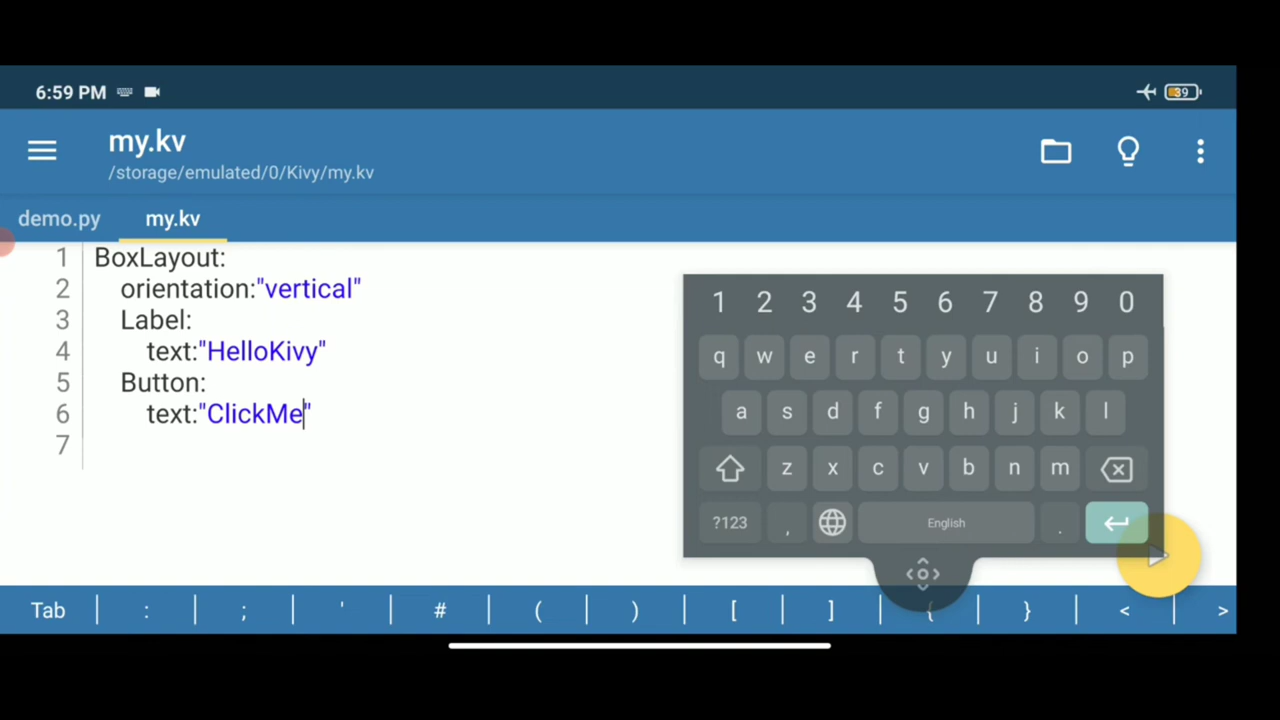 6:59 PM
39
my.kv
/storage/emulated/0/Kivy/my.kv
demo.py my.kv
1 BoxLayout:
2 orientation:"vertical"
3 Label:
4 text:"HelloKivy"
5 Button:
6 text:"ClickMe"
7
1 2 3 4 5 6 7 8 9 0
q w e r t y u i o p
a s d f g h j k l
z x c v b n m
?123 , English .
Tab : ; ' # ( ) [ ] { } < >